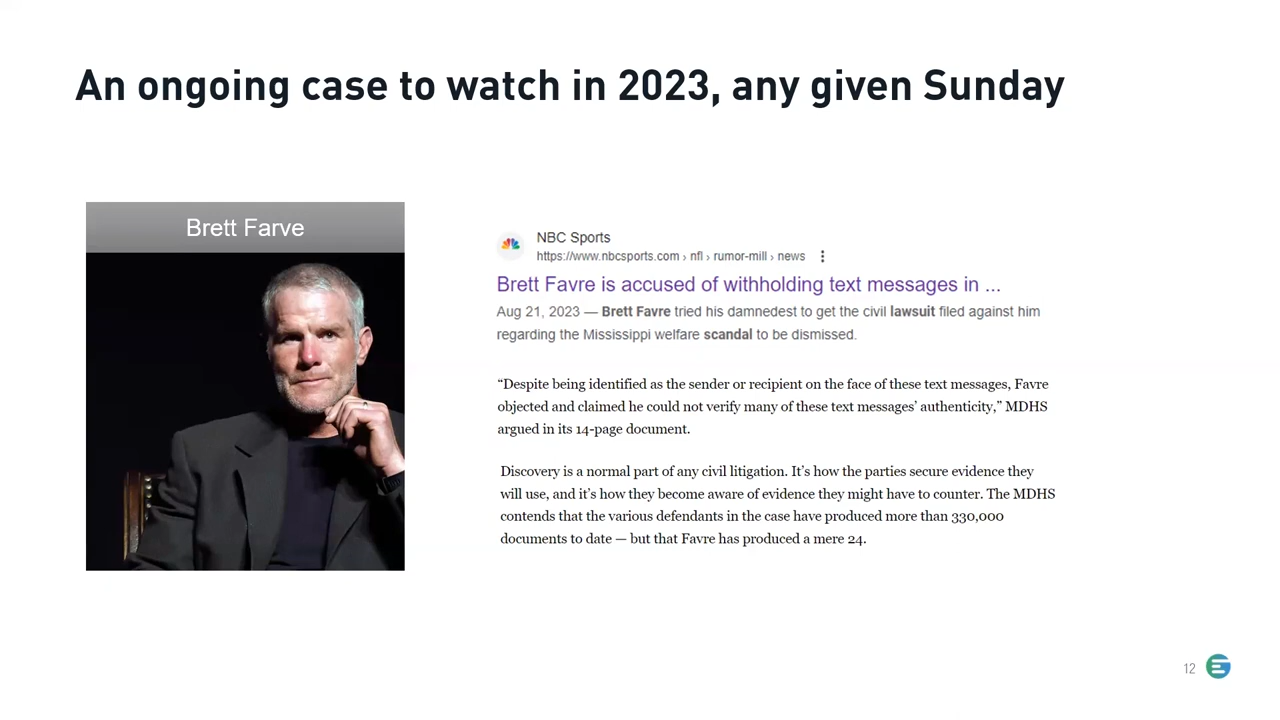 An ongoing case to watch in 2023, any given Sunday
Brett Farve
NBC Sports
https://www.nbcsports.com › nfl › rumor-mill › news
Brett Favre is accused of withholding text messages in ...
Aug 21, 2023 — Brett Favre tried his damnedest to get the civil lawsuit filed against him
regarding the Mississippi welfare scandal to be dismissed.
“Despite being identified as the sender or recipient on the face of these text messages, Favre
objected and claimed he could not verify many of these text messages’ authenticity,” MDHS
argued in its 14-page document.
Discovery is a normal part of any civil litigation. It’s how the parties secure evidence they
will use, and it’s how they become aware of evidence they might have to counter. The MDHS
contends that the various defendants in the case have produced more than 330,000
documents to date — but that Favre has produced a mere 24.
12